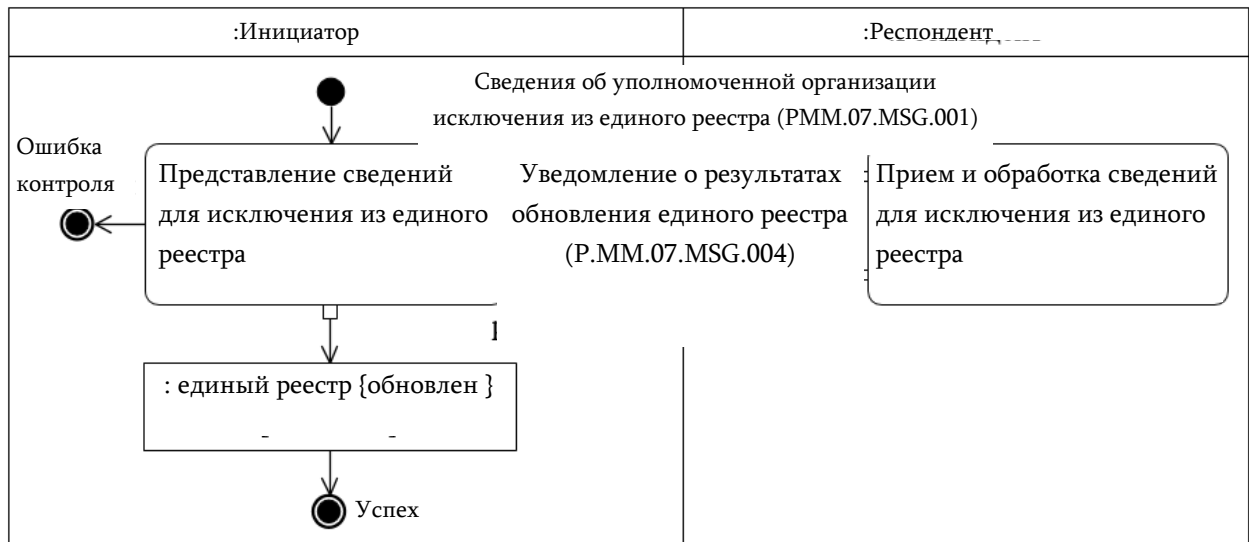 :Инициатор
:Респондент
Сведения об уполномоченной организации
исключения из единого реестра (PMM.07.MSG.001)
Ошибка
контроля
Представление сведений
для исключения из единого
реестра
Уведомление о результатах
обновления единого реестра
(P.MM.07.MSG.004)
Прием и обработка сведений
для исключения из единого
реестра
: единый реестр {обновлен }
Успех